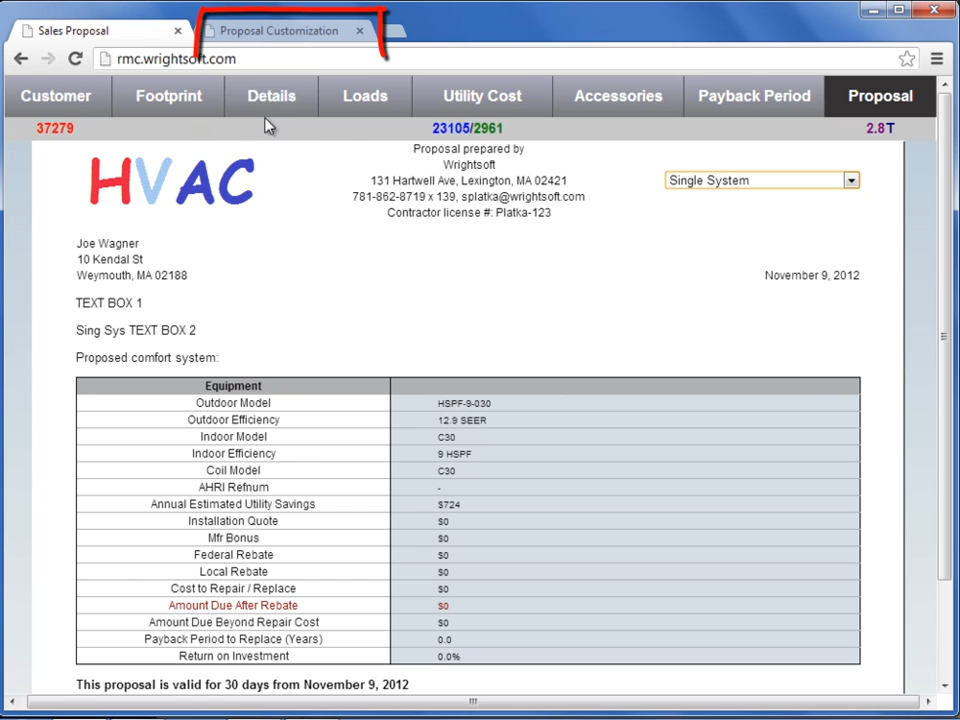 Sales Proposal
Proposal Customization
rmc.wrightsoft.com
Customer
Footprint
Details
Loads
Utility Cost
Accessories
Payback Period
Proposal
37279
23105/2961
2.8T
HVAC
Proposal prepared by
Wrightsoft
131 Hartwell Ave, Lexington, MA 02421
781-862-8719 x 139, splatka@wrightsoft.com
Contractor license #: Platka-123
Single System
Joe Wagner
10 Kendal St
Weymouth, MA 02188
November 9, 2012
TEXT BOX 1
Sing Sys TEXT BOX 2
Proposed comfort system:
Equipment
Outdoor Model HSPF-9-030
Outdoor Efficiency 12.9 SEER
Indoor Model C30
Indoor Efficiency 9 HSPF
Coil Model C30
AHRI Refnum -
Annual Estimated Utility Savings $724
Installation Quote $0
Mfr Bonus $0
Federal Rebate $0
Local Rebate $0
Cost to Repair / Replace $0
Amount Due After Rebate $0
Amount Due Beyond Repair Cost $0
Payback Period to Replace (Years) 0.0
Return on Investment 0.0%
This proposal is valid for 30 days from November 9, 2012